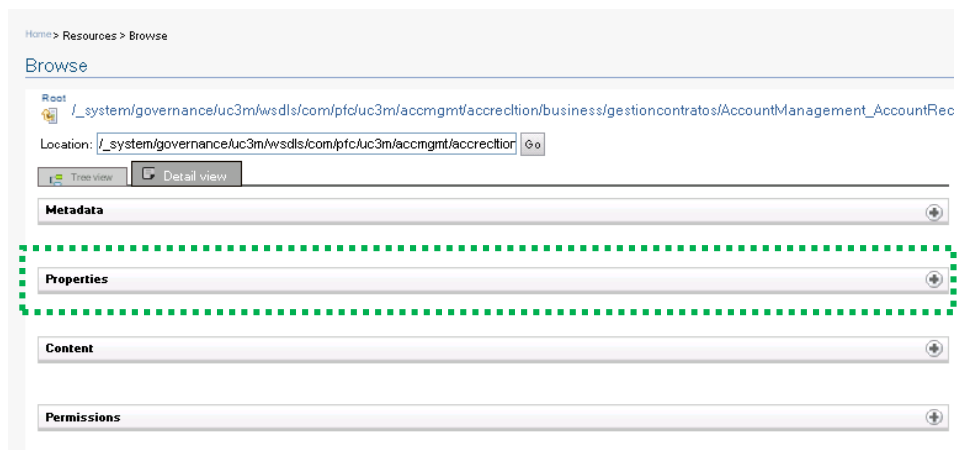 Home > Resources > Browse
Browse
Root
/_system/governance/uc3m/wsdls/com/pfc/uc3m/accmgmt/accrecltion/business/gestioncontratos/AccountManagement_AccountRec
Location: /_system/governance/uc3m/wsdls/com/pfc/uc3m/accmgmt/accrecltior Go
Tree view Detail view
Metadata
Properties
Content
Permissions